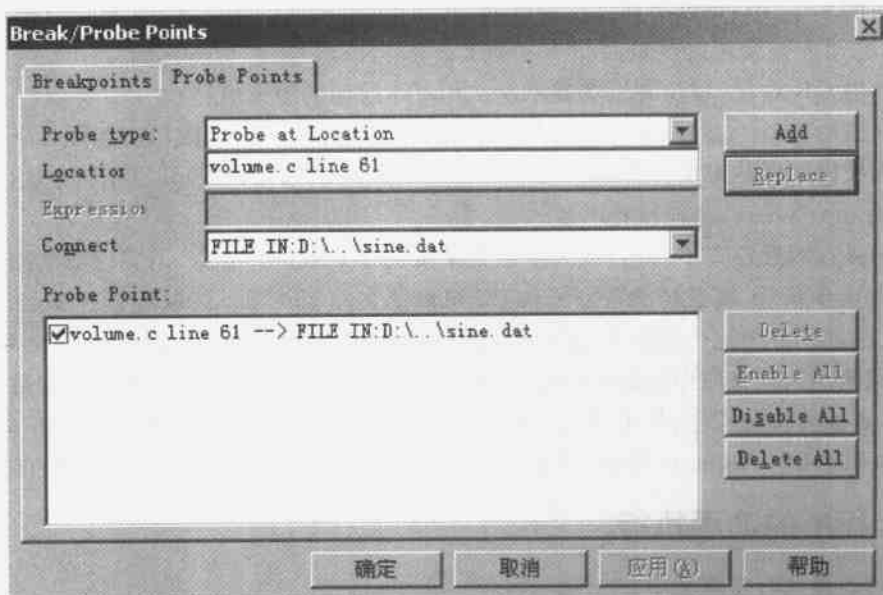 Break/Probe Points
Breakpoints Probe Points
Probe type: Probe at Location Add
Locatio: volume.c line 61 Replace
Expressio:
Connect FILE IN:D:\..\sine.dat
Probe Point:
volume.c line 61 --> FILE IN:D:\..\sine.dat Delete
Enable All
Disable All
Delete All
确定 取消 应用(A) 帮助